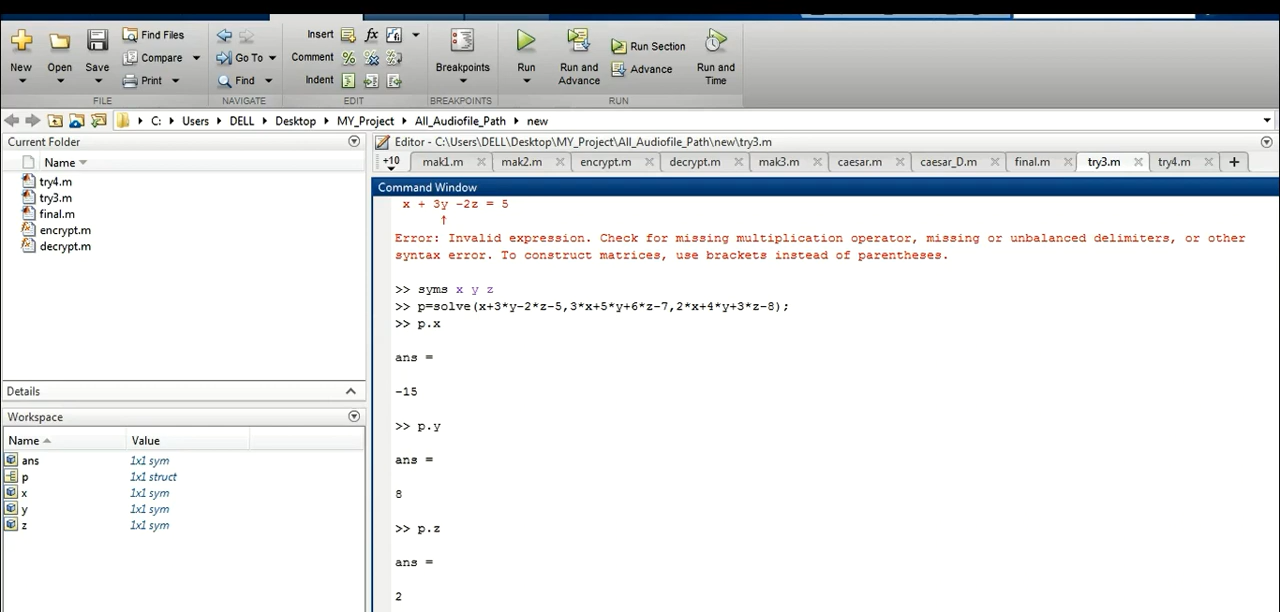 Insert fx
Find Files
Compare
Go To
Comment %
Run Section
Advance
New Open Save
Print
Find
Indent
Breakpoints
Run
Run and Advance
Run and Time
FILE NAVIGATE EDIT BREAKPOINTS RUN
C: Users DELL Desktop MY_Project All_Audiofile_Path new
Current Folder
Name
try4.m
try3.m
final.m
encrypt.m
decrypt.m
Details
Workspace
Name Value
ans 1x1 sym
p 1x1 struct
x 1x1 sym
y 1x1 sym
z 1x1 sym
Editor - C:\Users\DELL\Desktop\MY_Project\All_Audiofile_Path\new\try3.m
+10 mak1.m mak2.m encrypt.m decrypt.m mak3.m caesar.m caesar_D.m final.m try3.m try4.m +
Command Window
x + 3y -2z = 5
↑
Error: Invalid expression. Check for missing multiplication operator, missing or unbalanced delimiters, or other
syntax error. To construct matrices, use brackets instead of parentheses.
>> syms x y z
>> p=solve(x+3*y-2*z-5,3*x+5*y+6*z-7,2*x+4*y+3*z-8);
>> p.x
ans =
-15
>> p.y
ans =
8
>> p.z
ans =
2